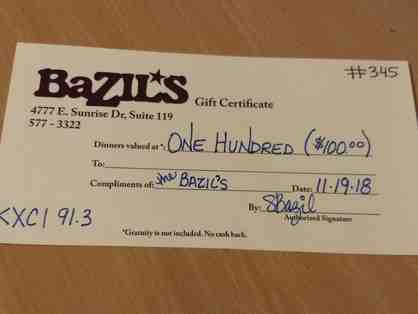 #345
BaZIL★S Gift Certificate
4777 E. Sunrise Dr, Suite 119
577 - 3322
Dinners valued at*: ONE HUNDRED ($100.00)
To:
Compliments of: the BAZIL'S Date: 11-19-18
By: SBazil
Authorized Signature
KXCI 91.3
*Gratuity is not included. No cash back.